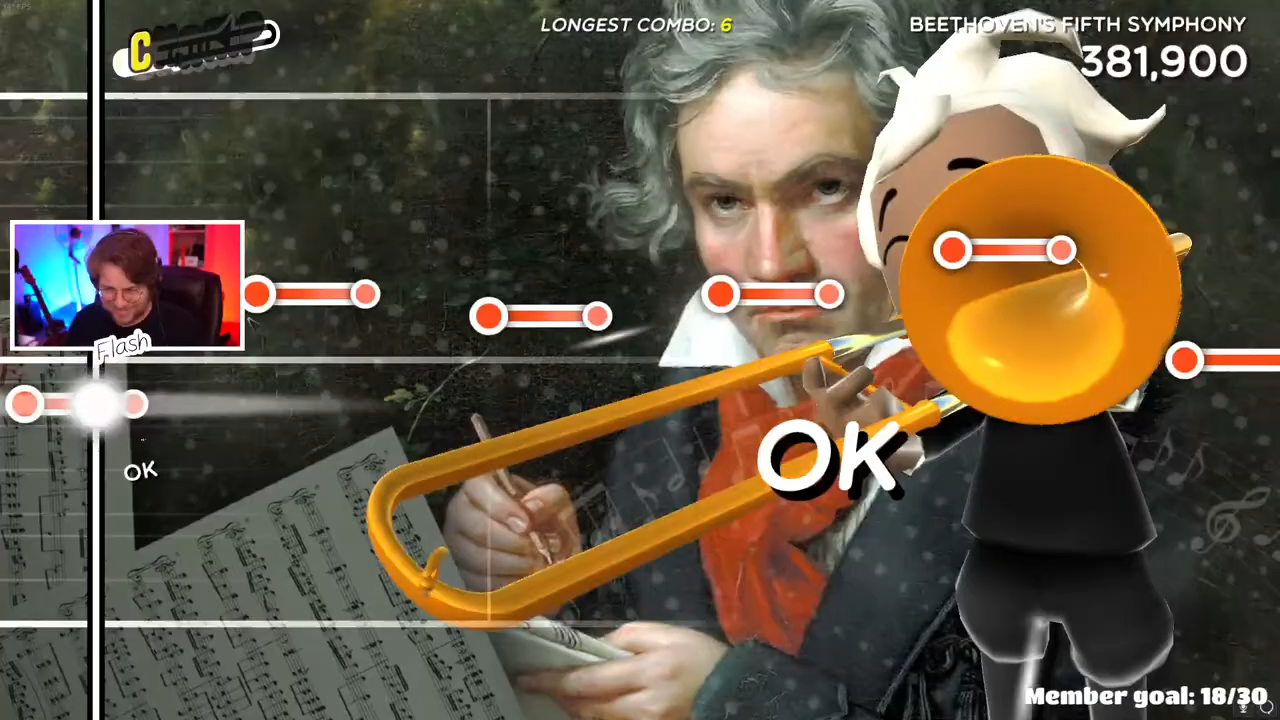 C
LONGEST COMBO: 6
BEETHOVEN'S FIFTH SYMPHONY
381,900
Flash
OK
OK
Member goal: 18/30